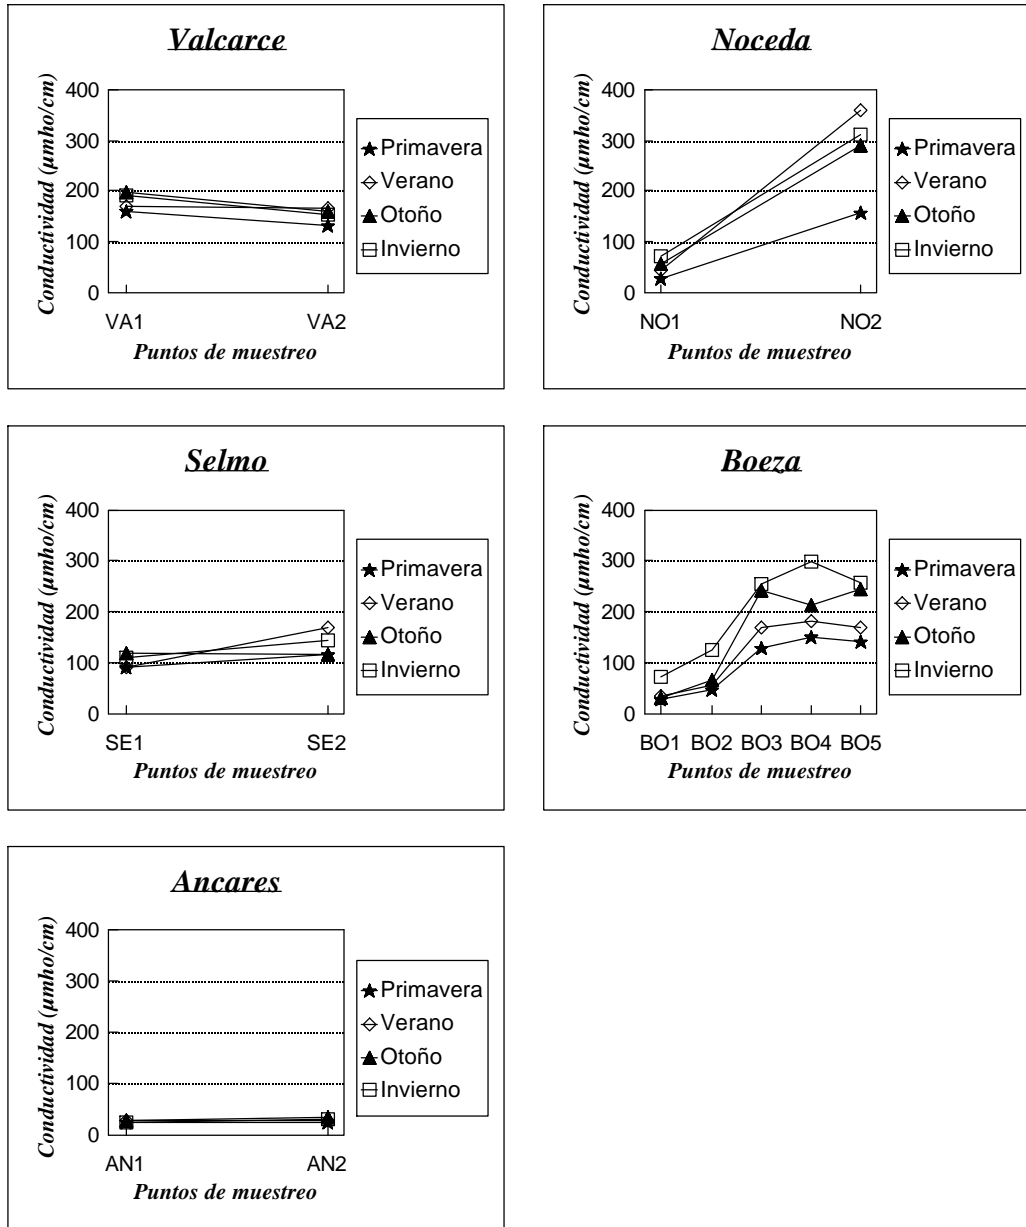 Valcarce
Conductividad (µmho/cm)
400
300
200
100
0
VA1 VA2
Puntos de muestreo
Primavera
Verano
Otoño
Invierno
Noceda
Conductividad (µmho/cm)
400
300
200
100
0
NO1 NO2
Puntos de muestreo
Primavera
Verano
Otoño
Invierno
Selmo
Conductividad (µmho/cm)
400
300
200
100
0
SE1 SE2
Puntos de muestreo
Primavera
Verano
Otoño
Invierno
Boeza
Conductividad (µmho/cm)
400
300
200
100
0
BO1 BO2 BO3 BO4 BO5
Puntos de muestreo
Primavera
Verano
Otoño
Invierno
Ancares
Conductividad (µmho/cm)
400
300
200
100
0
AN1 AN2
Puntos de muestreo
Primavera
Verano
Otoño
Invierno